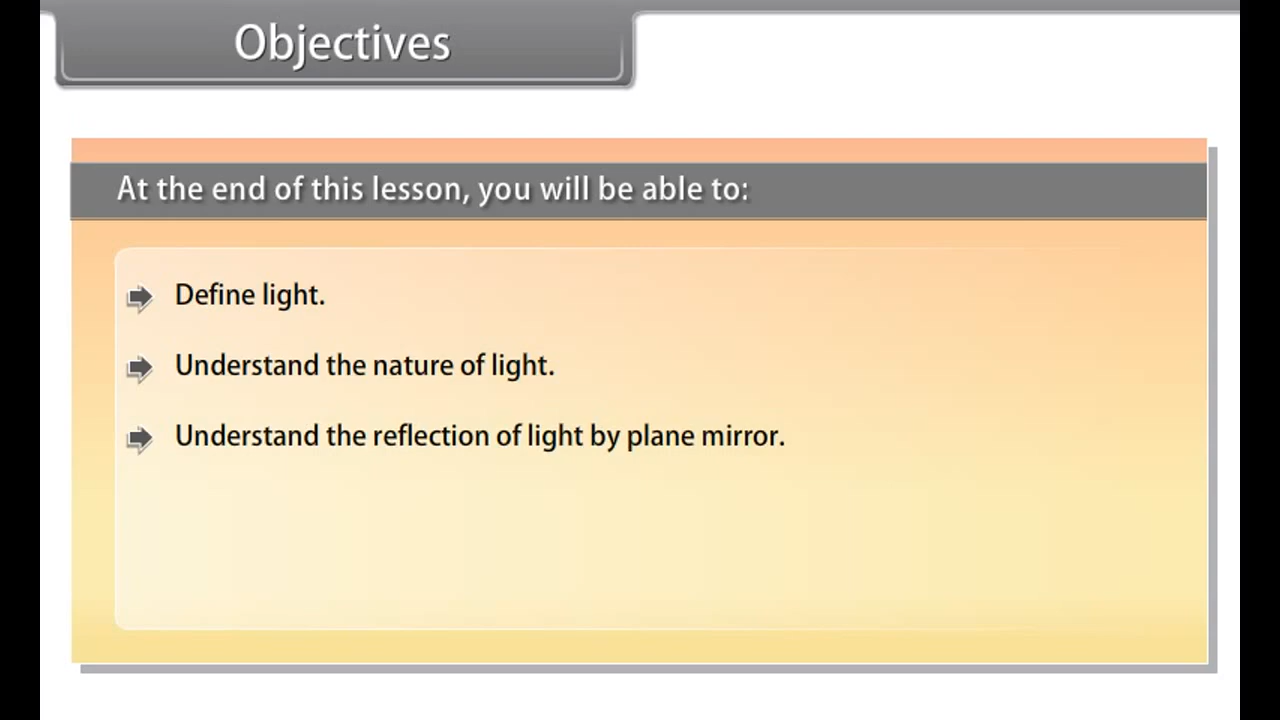 Objectives
At the end of this lesson, you will be able to:
Define light.
Understand the nature of light.
Understand the reflection of light by plane mirror.